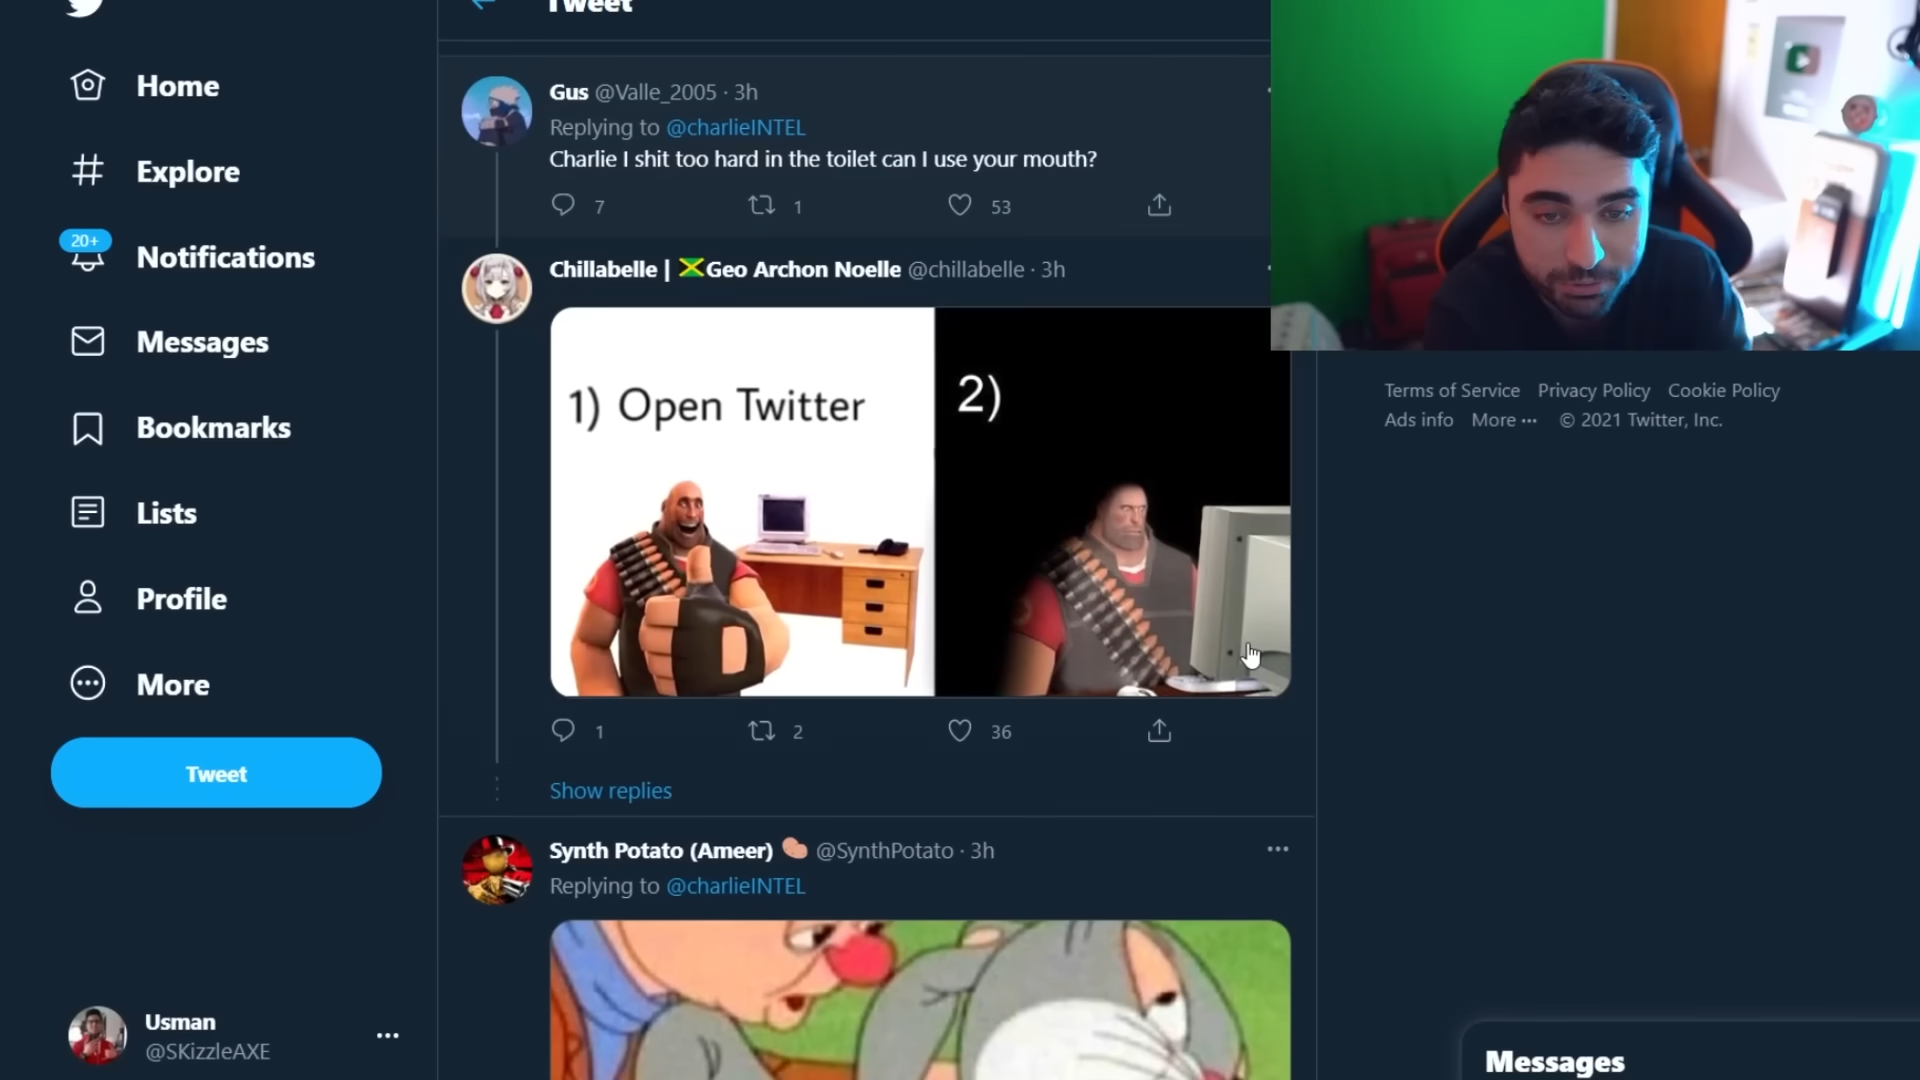 Tweet
Home
Explore
20+
Notifications
Messages
Bookmarks
Lists
Profile
More
Tweet
Usman
@SKizzleAXE
Gus @Valle_2005 · 3h
Replying to @charlieINTEL
Charlie I shit too hard in the toilet can I use your mouth?
7 1 53
Chillabelle | 🇯🇲Geo Archon Noelle @chillabelle · 3h
1) Open Twitter
2)
1 2 36
Show replies
Synth Potato (Ameer) 🥔 @SynthPotato · 3h
Replying to @charlieINTEL
Terms of Service Privacy Policy Cookie Policy
Ads info More ··· © 2021 Twitter, Inc.
Messages